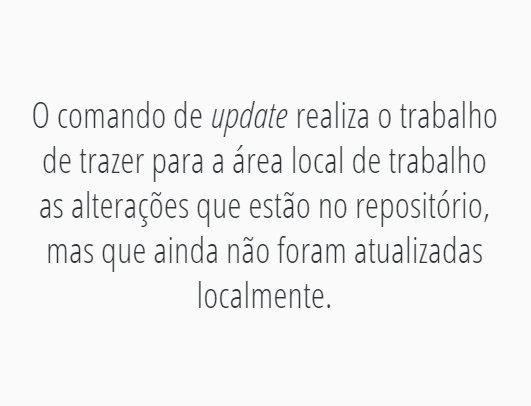 O comando de update realiza o trabalho
de trazer para a área local de trabalho
as alterações que estão no repositório,
mas que ainda não foram atualizadas
localmente.